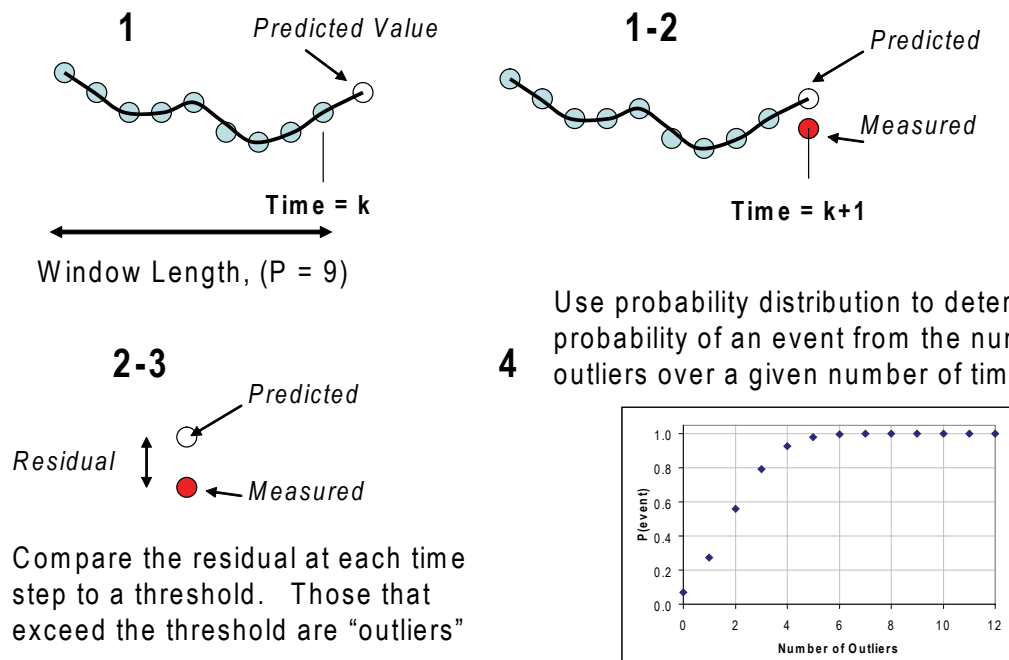 1
Predicted Value
Time = k
Window Length, (P = 9)
1-2
Predicted
Measured
Time = k+1
2-3
Predicted
Residual
Measured
Compare the residual at each time
step to a threshold. Those that
exceed the threshold are “outliers”
4
Use probability distribution to
probability of an event from the
outliers over a given number of
P(event)
1.0
0.8
0.6
0.4
0.2
0.0
0 2 4 6 8 10 12
Number of Outliers